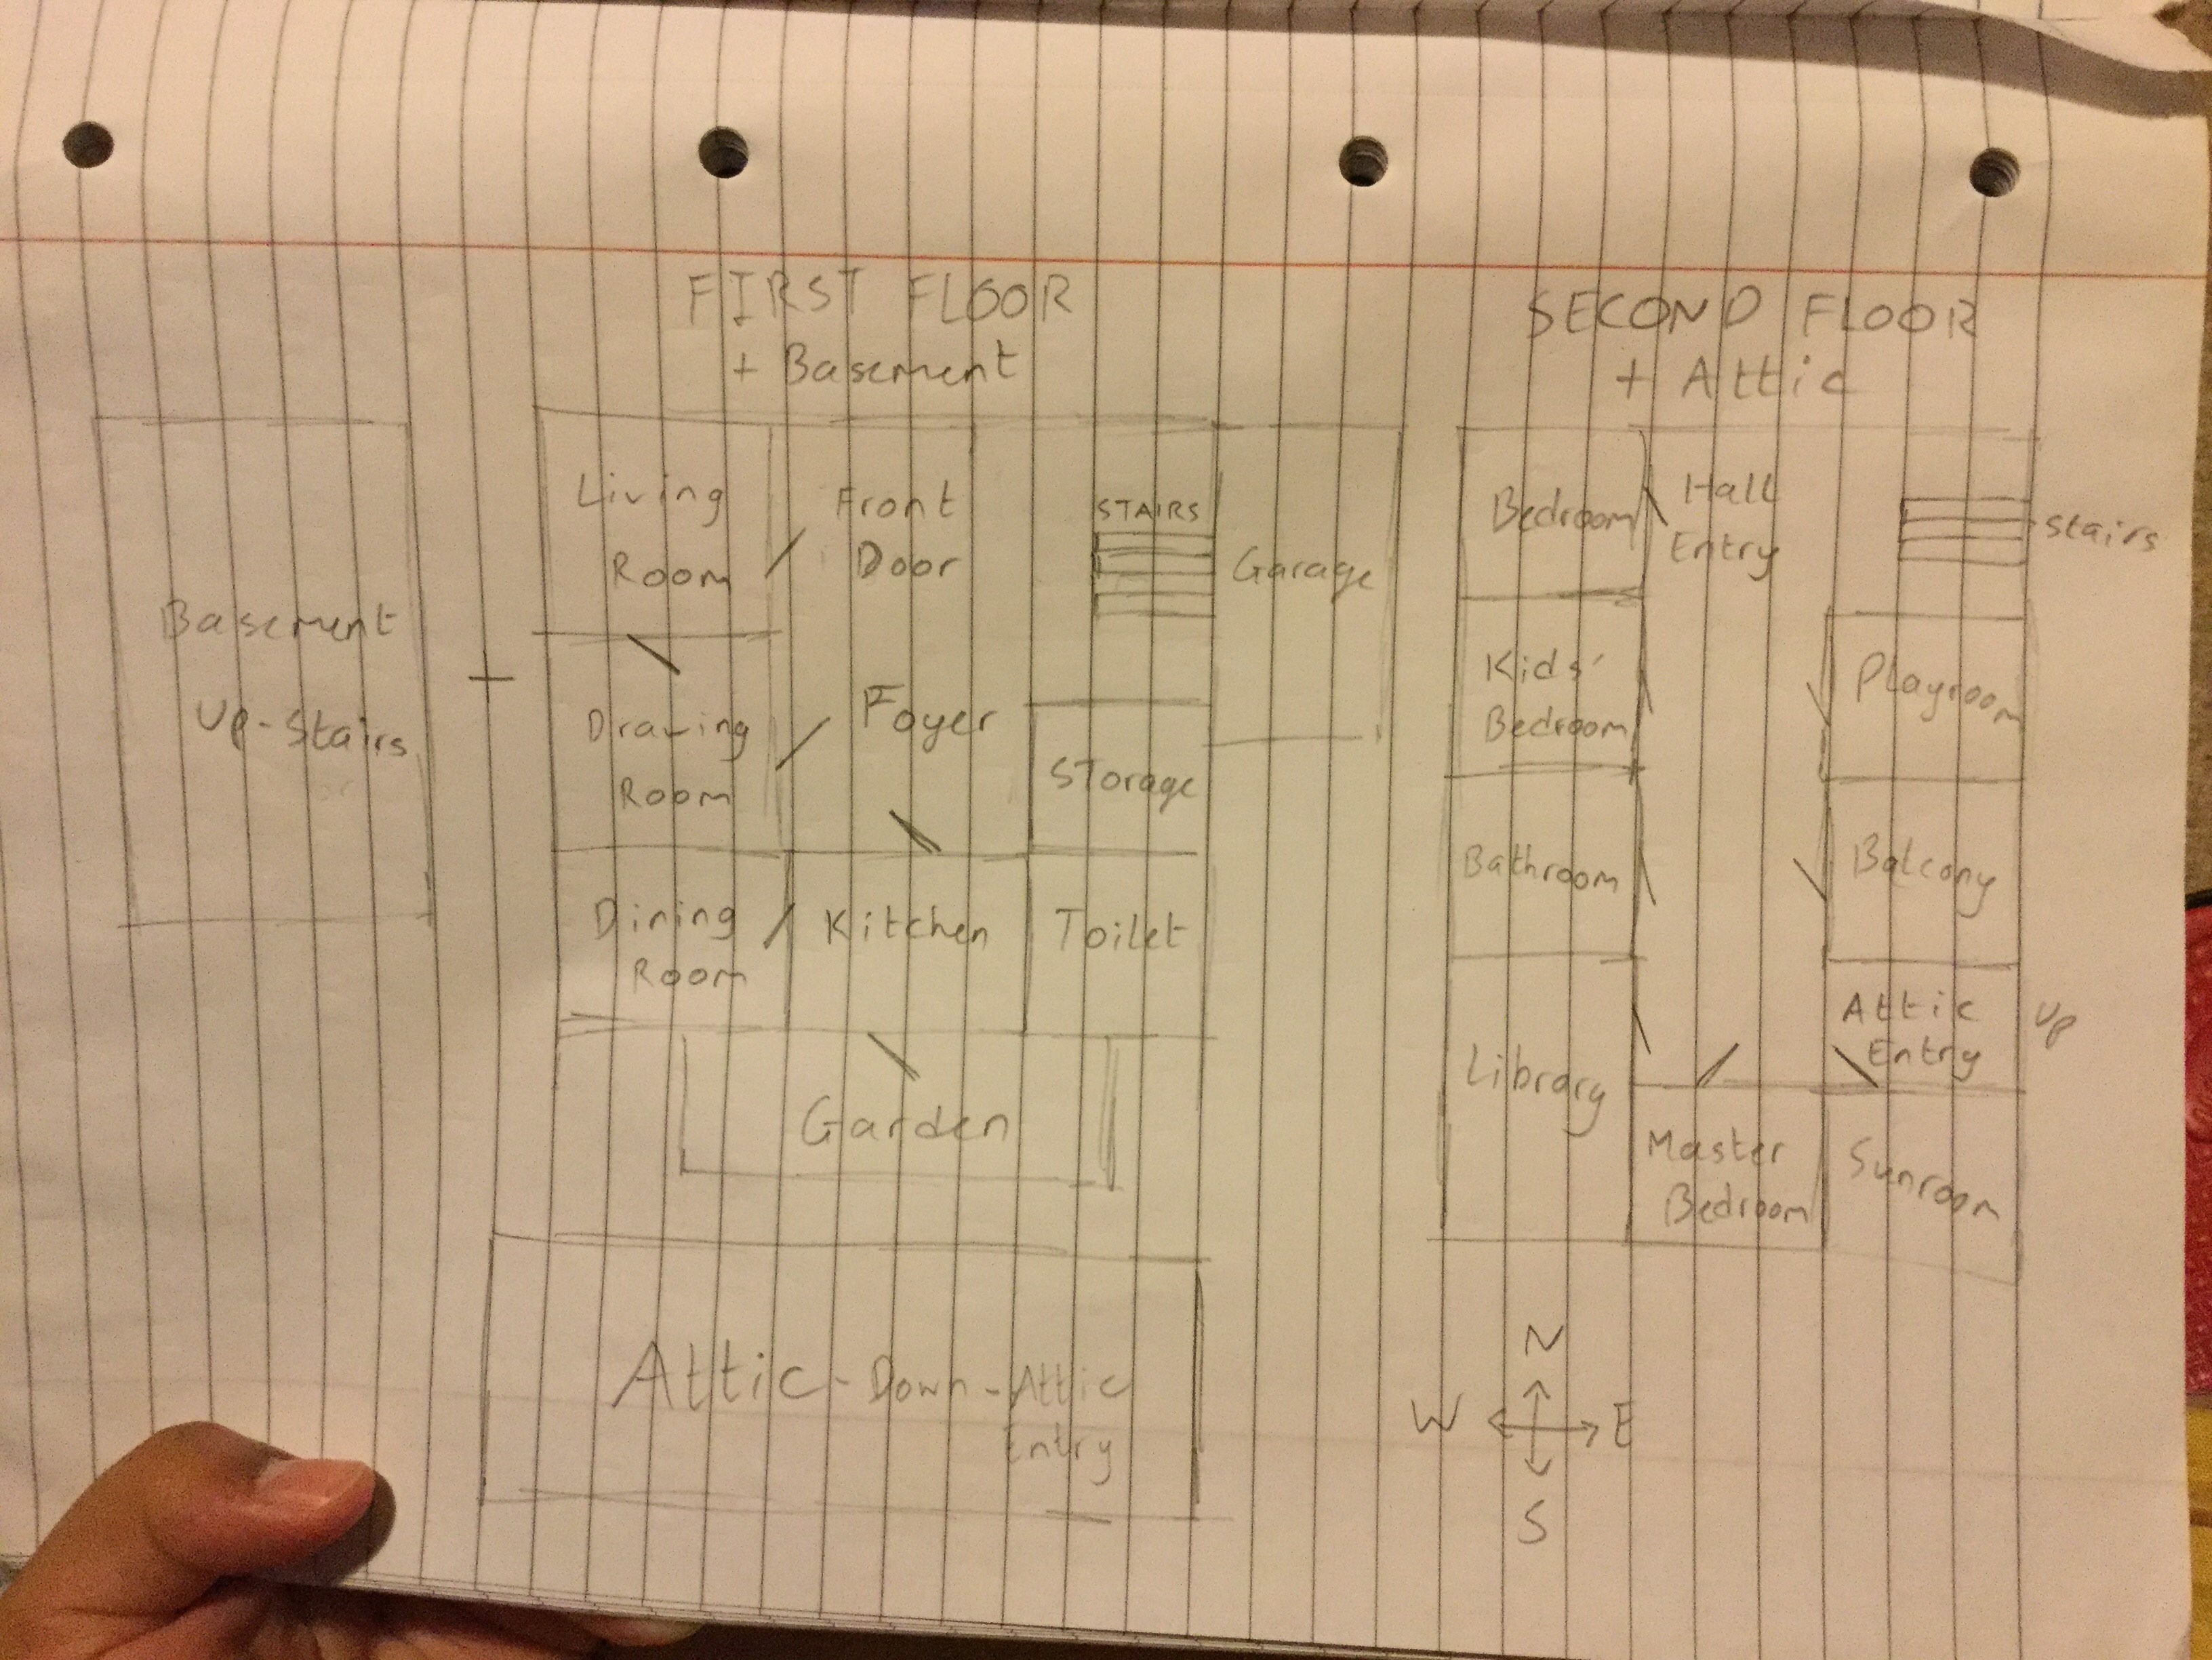 FIRST FLOOR
+ Basement
Basement
Up-Stairs
+
Living
Room
Front
Door
STAIRS
Garage
Drawing
Room
Foyer
STorage
Dining
Room
Kitchen
Toilet
Garden
Attic - Down - Attic
Entry
SECOND FLOOR
+ Attic
Bedroom
Hall
Entry
Stairs
Kids'
Bedroom
Playroom
Bathroom
Balcony
Attic
Entry
Up
Library
Master
Bedroom
Sunroom
N
W
E
S